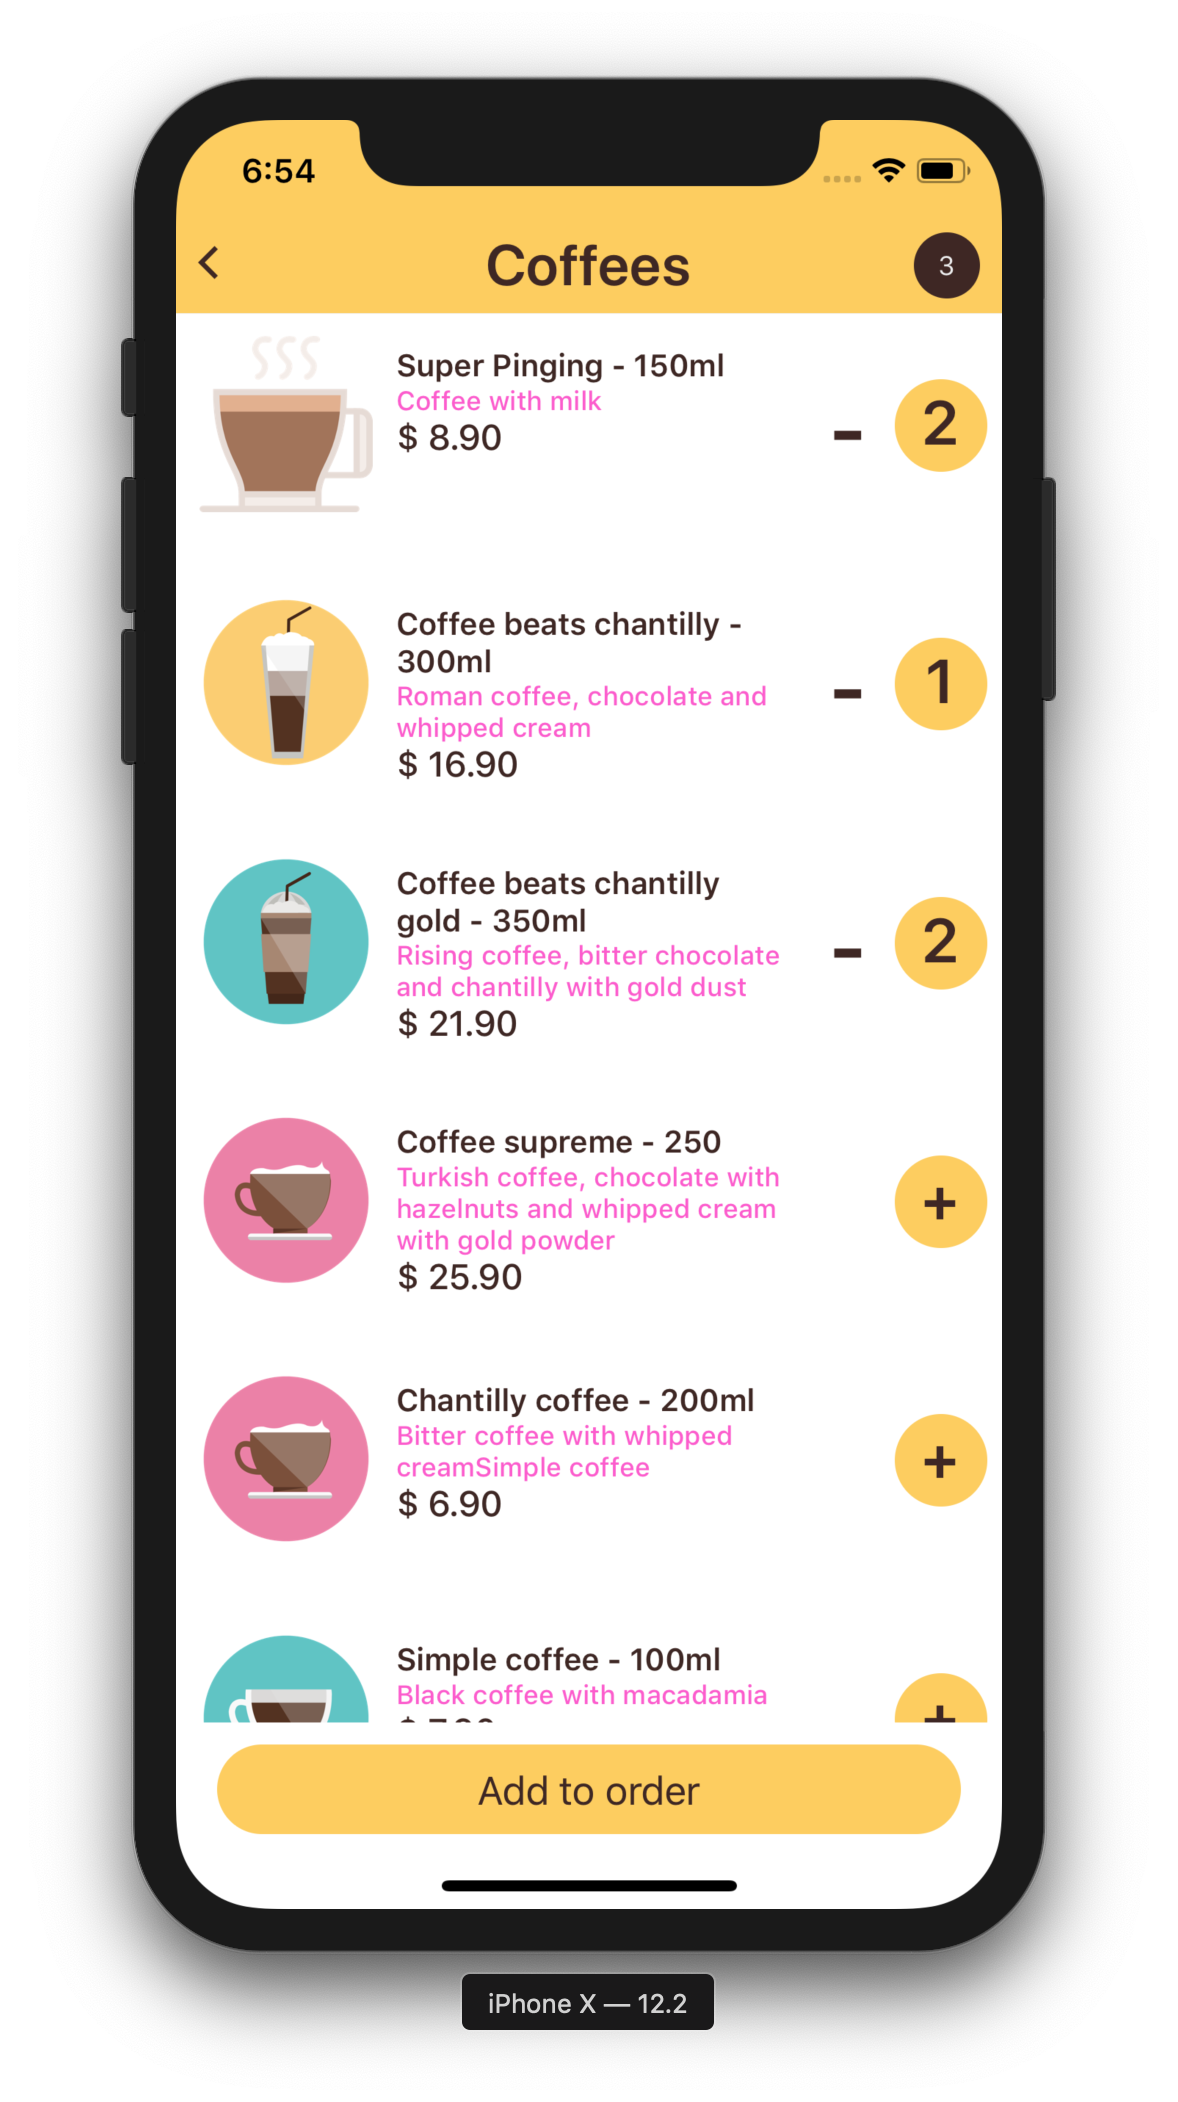 6:54
Coffees
3
Super Pinging - 150ml
Coffee with milk
$ 8.90
-
2
Coffee beats chantilly -
300ml
Roman coffee, chocolate and
whipped cream
$ 16.90
-
1
Coffee beats chantilly
gold - 350ml
Rising coffee, bitter chocolate
and chantilly with gold dust
$ 21.90
-
2
Coffee supreme - 250
Turkish coffee, chocolate with
hazelnuts and whipped cream
with gold powder
$ 25.90
+
Chantilly coffee - 200ml
Bitter coffee with whipped
creamSimple coffee
$ 6.90
+
Simple coffee - 100ml
Black coffee with macadamia
+
Add to order
iPhone X — 12.2